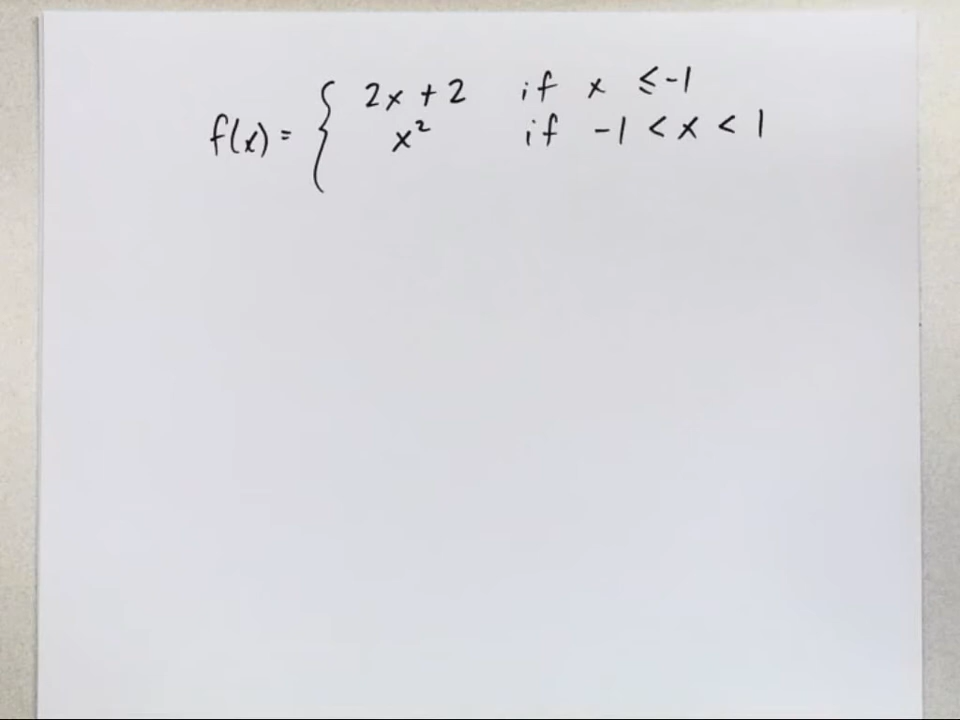 f(x) = { 2x + 2 if x ≤ -1
x² if -1 < x < 1